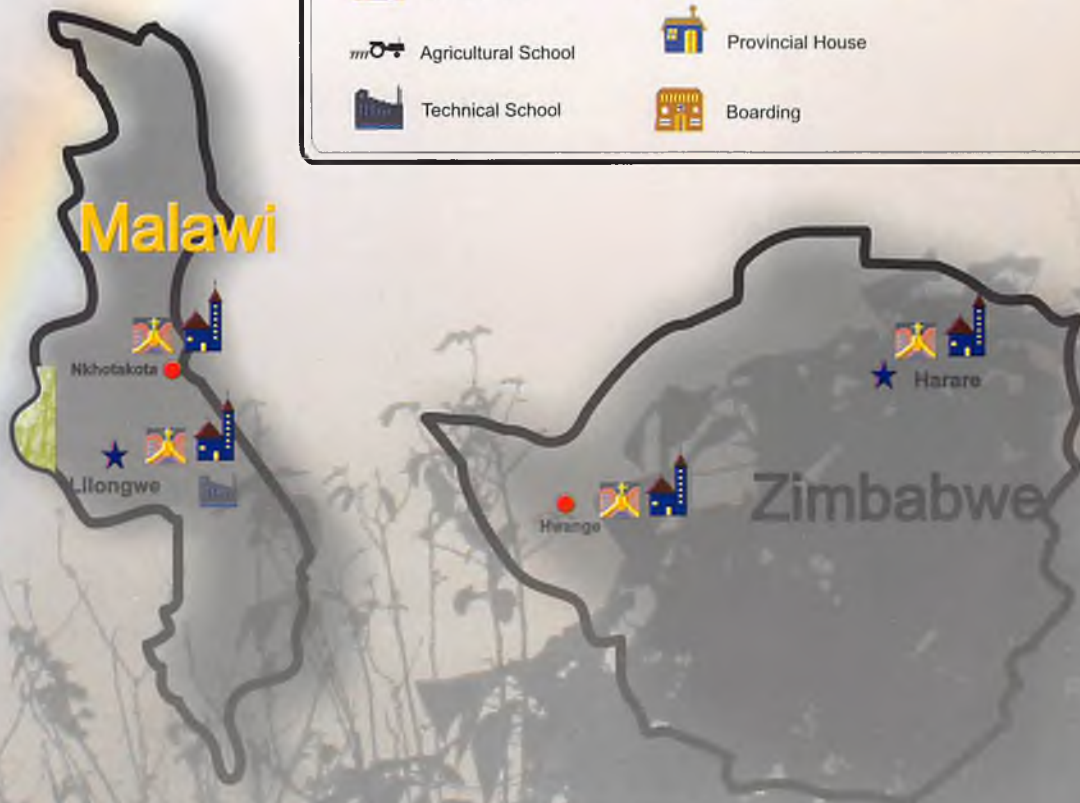 Agricultural School
Provincial House
Technical School
Boarding
Malawi
Nkhotakota
Lilongwe
Harare
Zimbabwe
Hwange